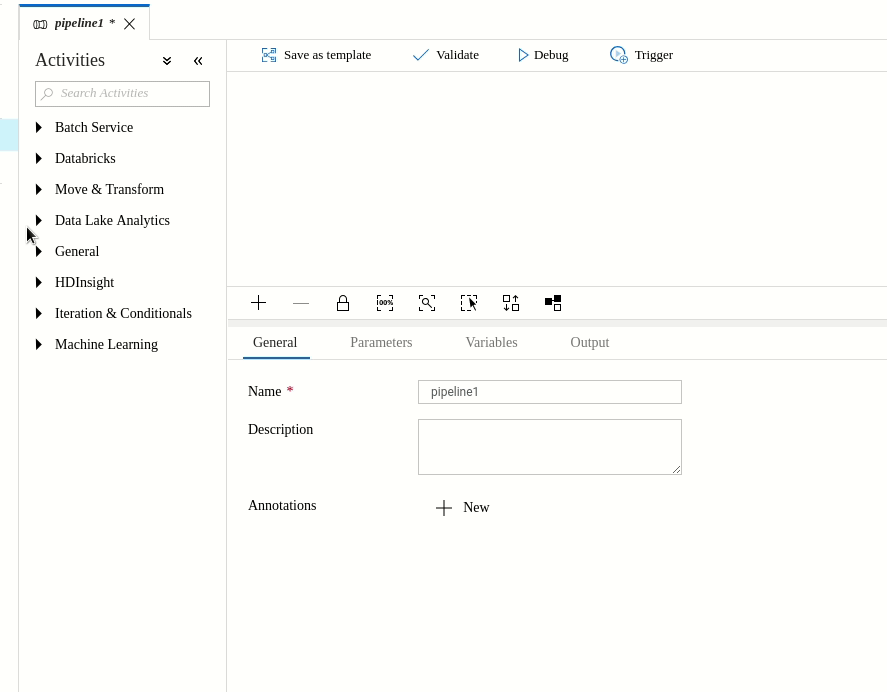 pipeline1 *
Activities
Search Activities
Batch Service
Databricks
Move & Transform
Data Lake Analytics
General
HDInsight
Iteration & Conditionals
Machine Learning
Save as template Validate Debug Trigger
100%
General Parameters Variables Output
Name * pipeline1
Description
Annotations New